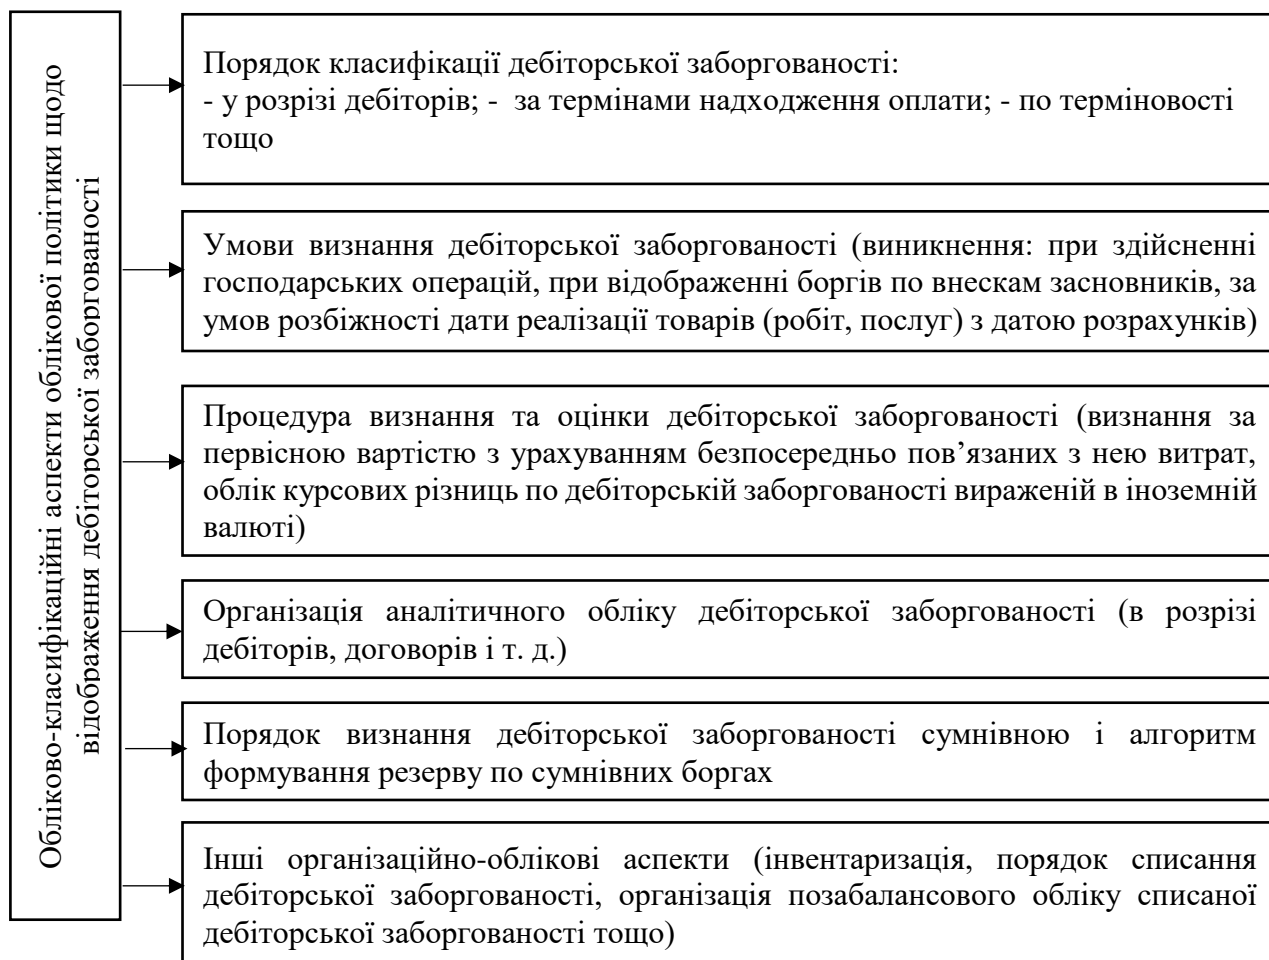 Обліково-класифікаційні аспекти облікової політики щодо
відображення дебіторської заборгованості
Порядок класифікації дебіторської заборгованості:
- у розрізі дебіторів; - за термінами надходження оплати; - по терміновості
тощо
Умови визнання дебіторської заборгованості (виникнення: при здійсненні
господарських операцій, при відображенні боргів по внескам засновників, за
умов розбіжності дати реалізації товарів (робіт, послуг) з датою розрахунків)
Процедура визнання та оцінки дебіторської заборгованості (визнання за
первісною вартістю з урахуванням безпосередньо пов’язаних з нею витрат,
облік курсових різниць по дебіторській заборгованості вираженій в іноземній
валюті)
Організація аналітичного обліку дебіторської заборгованості (в розрізі
дебіторів, договорів і т. д.)
Порядок визнання дебіторської заборгованості сумнівною і алгоритм
формування резерву по сумнівних боргах
Інші організаційно-облікові аспекти (інвентаризація, порядок списання
дебіторської заборгованості, організація позабалансового обліку списаної
дебіторської заборгованості тощо)